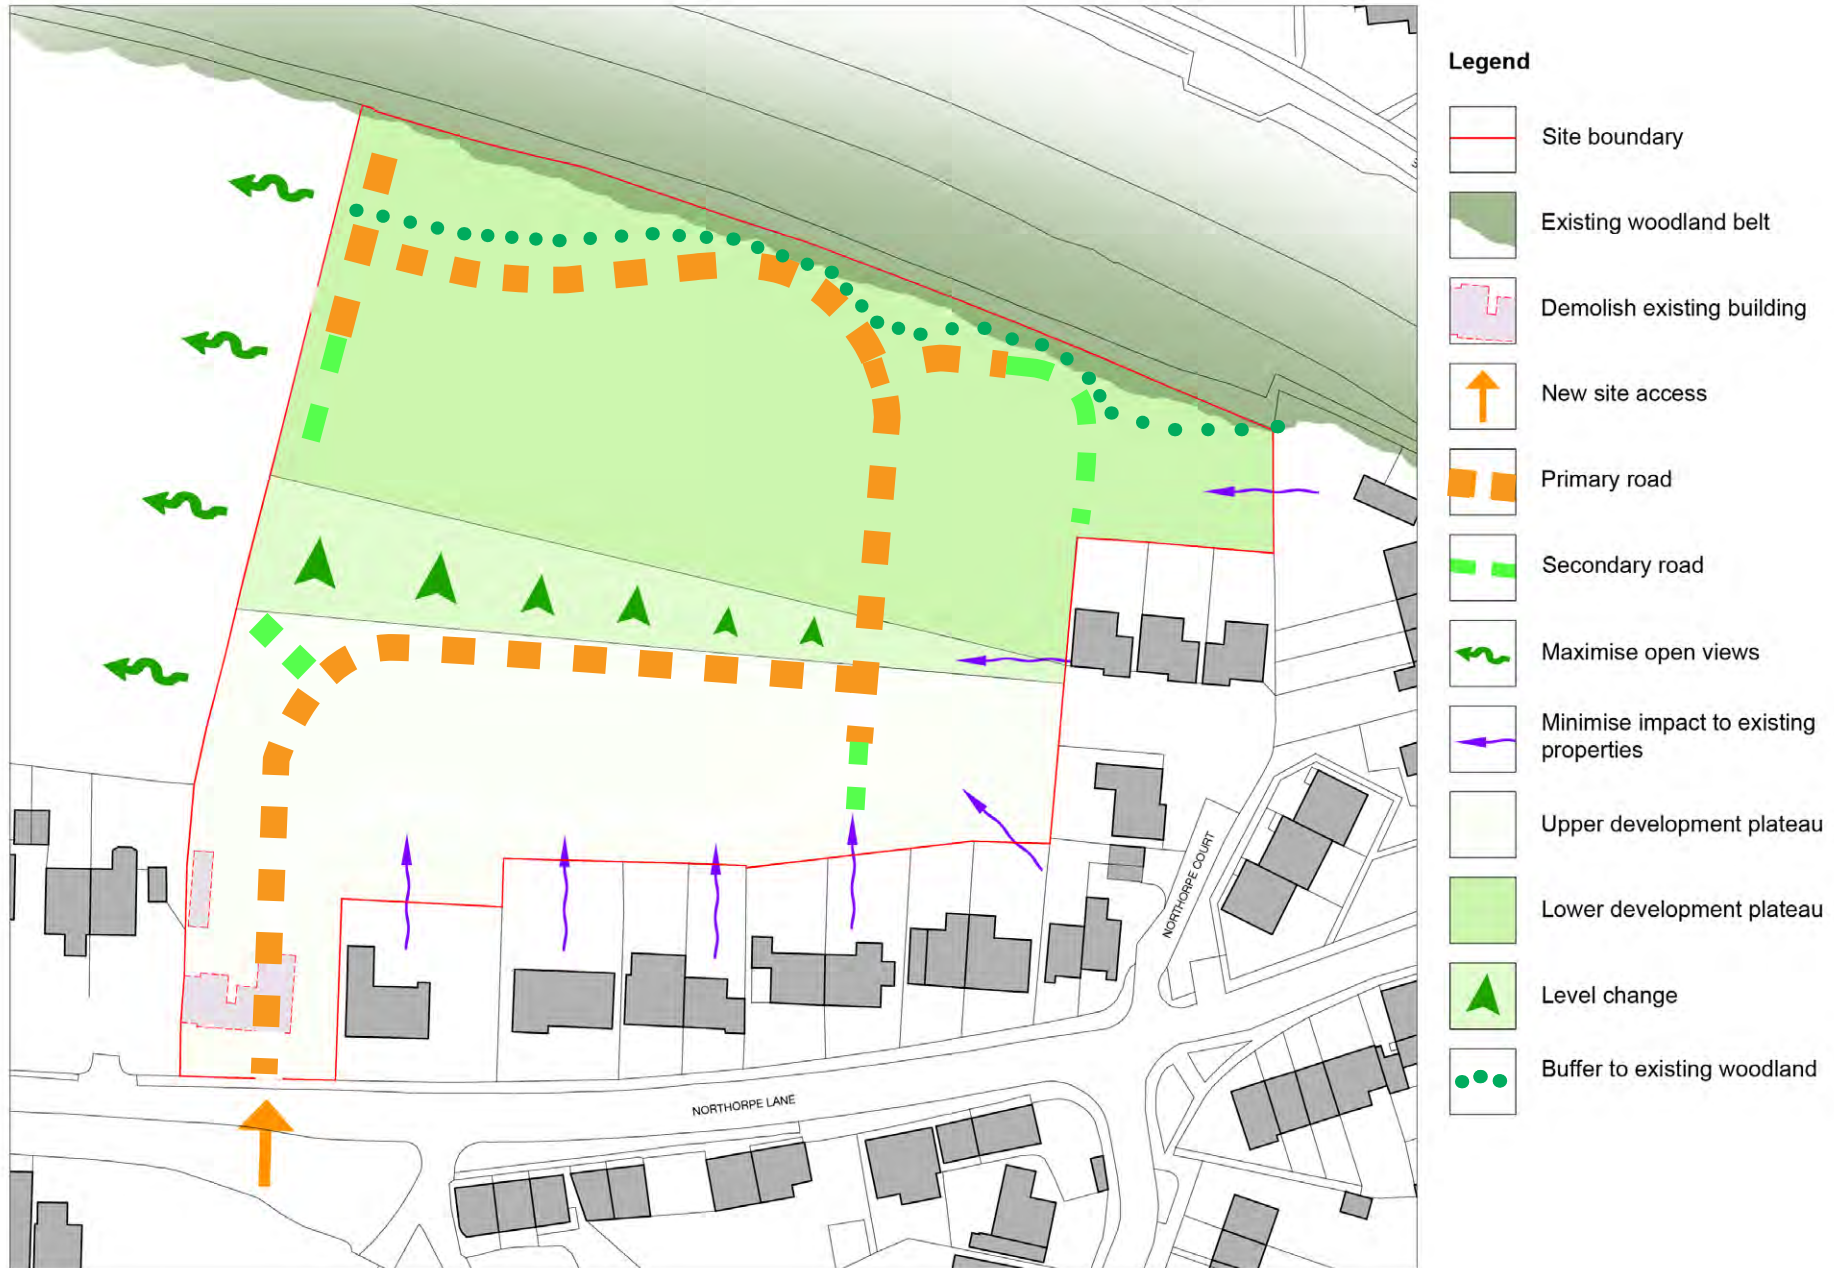 Legend
Site boundary
Existing woodland belt
Demolish existing building
New site access
Primary road
Secondary road
Maximise open views
Minimise impact to existing
properties
Upper development plateau
Lower development plateau
Level change
Buffer to existing woodland
NORTHORPE COURT
NORTHORPE LANE